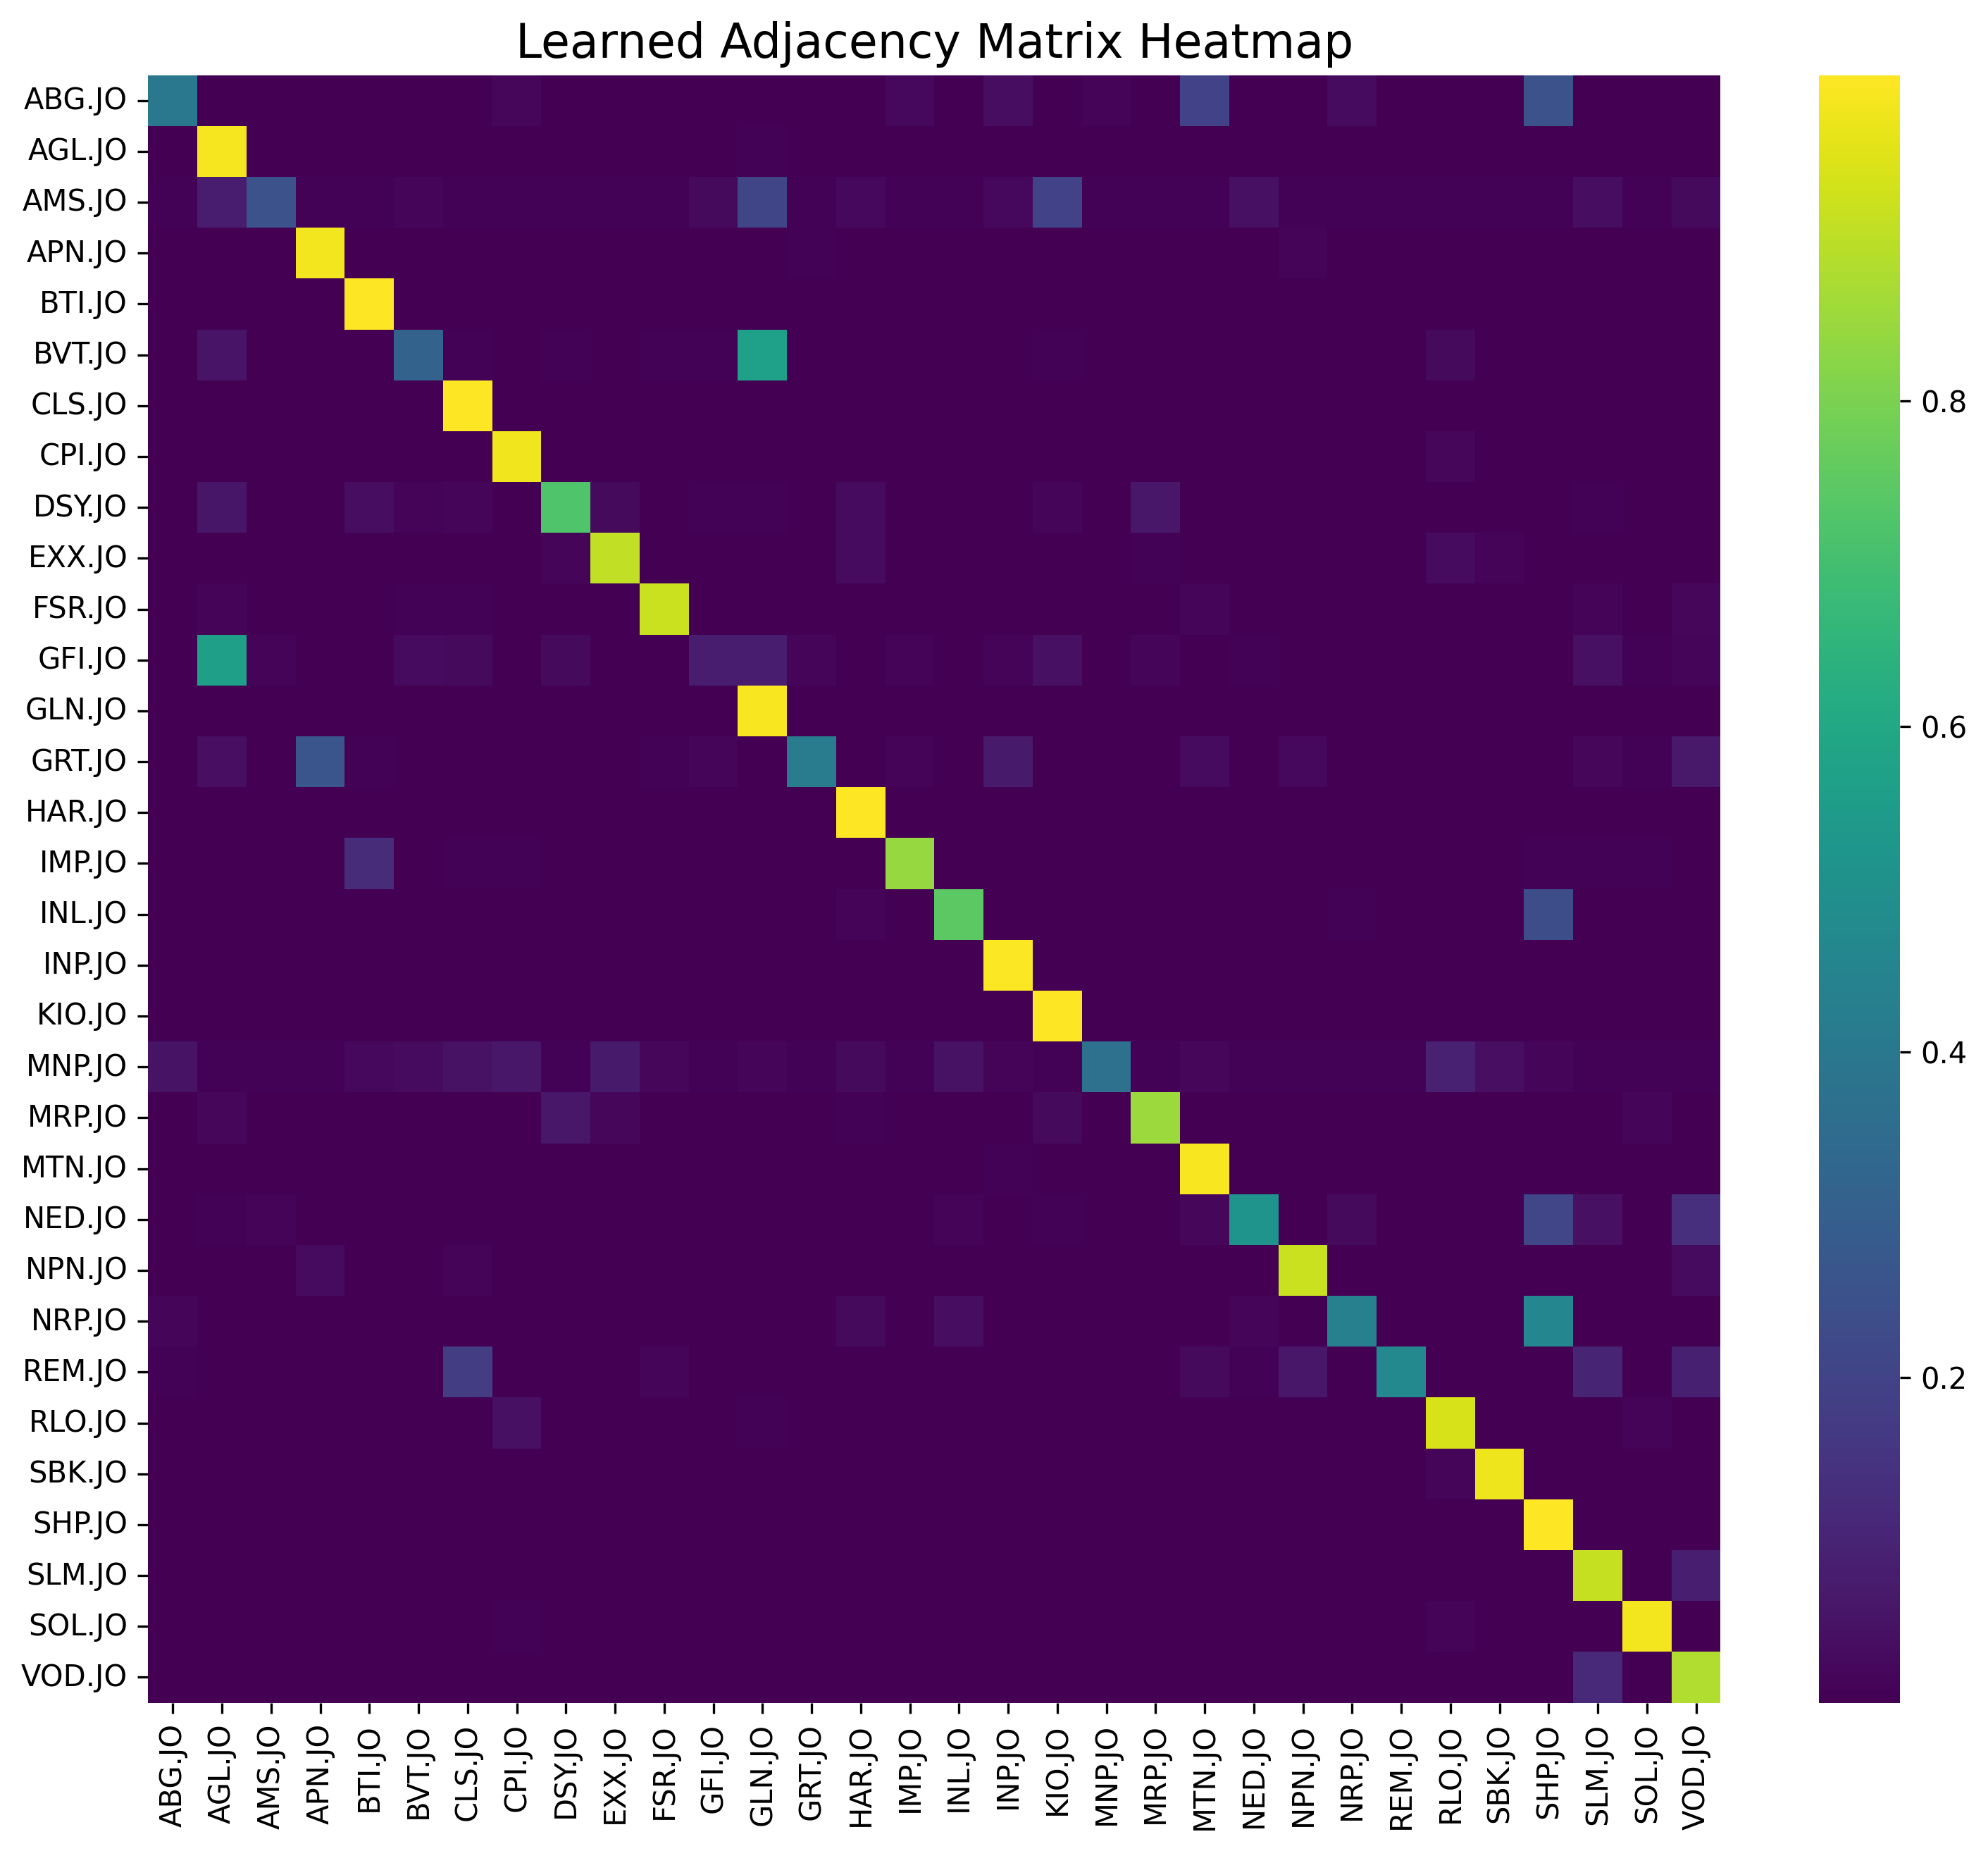 Learned Adjacency Matrix Heatmap
ABG.JO
AGL.JO
AMS.JO
APN.JO
BTI.JO
BVT.JO
CLS.JO
CPI.JO
DSY.JO
EXX.JO
FSR.JO
GFI.JO
GLN.JO
GRT.JO
HAR.JO
IMP.JO
INL.JO
INP.JO
KIO.JO
MNP.JO
MRP.JO
MTN.JO
NED.JO
NPN.JO
NRP.JO
REM.JO
RLO.JO
SBK.JO
SHP.JO
SLM.JO
SOL.JO
VOD.JO
ABG.JO
AGL.JO
AMS.JO
APN.JO
BTI.JO
BVT.JO
CLS.JO
CPI.JO
DSY.JO
EXX.JO
FSR.JO
GFI.JO
GLN.JO
GRT.JO
HAR.JO
IMP.JO
INL.JO
INP.JO
KIO.JO
MNP.JO
MRP.JO
MTN.JO
NED.JO
NPN.JO
NRP.JO
REM.JO
RLO.JO
SBK.JO
SHP.JO
SLM.JO
SOL.JO
VOD.JO
0.8
0.6
0.4
0.2